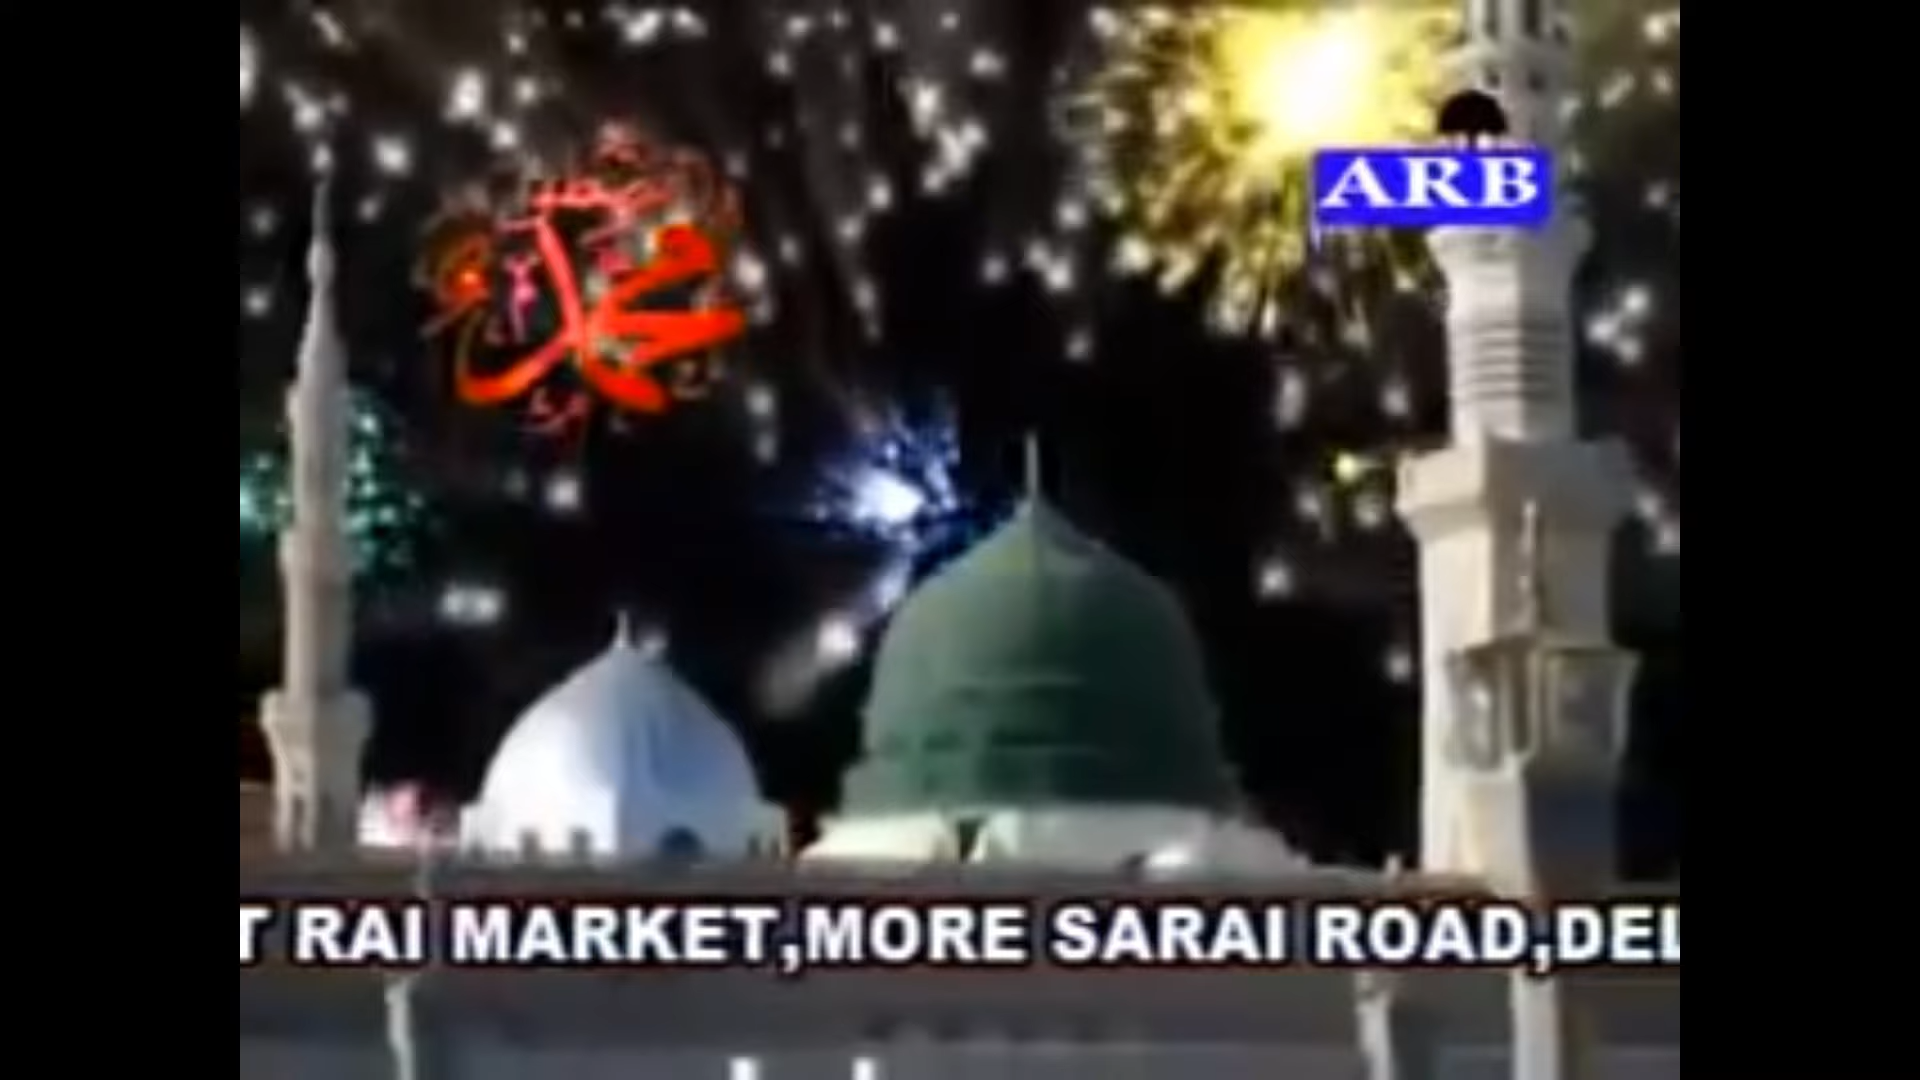 محمد
ARB
T RAI MARKET,MORE SARAI ROAD,DEL